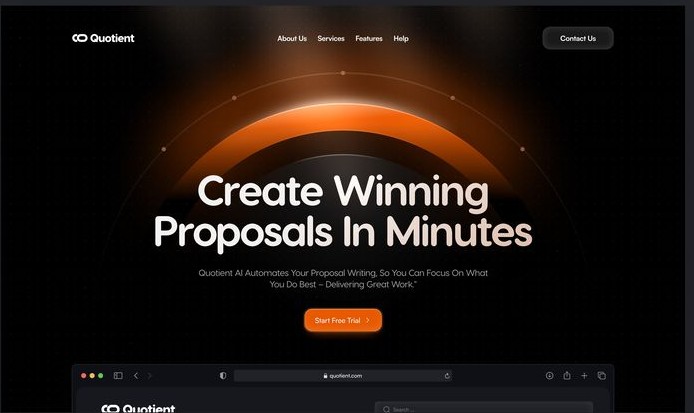 Quotient
About Us
Services
Features
Help
Contact Us
Create Winning
Proposals In Minutes
Quotient AI Automates Your Proposal Writing, So You Can Focus On What
You Do Best – Delivering Great Work."
Start Free Trial
quotient.com
Quotient
Search ...